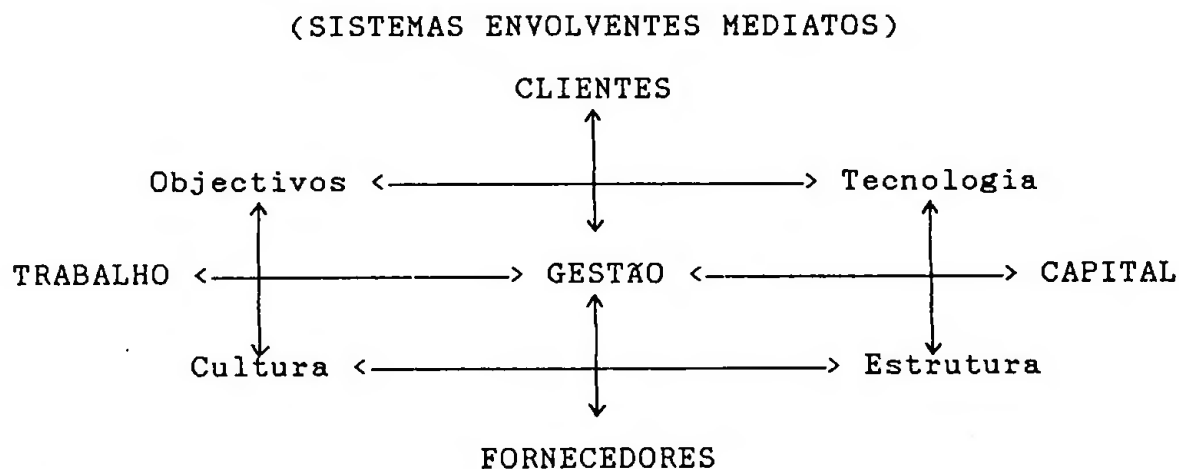 (SISTEMAS ENVOLVENTES MEDIATOS)
CLIENTES
Objectivos <——> Tecnologia
TRABALHO <——> GESTÃO <——> CAPITAL
Cultura <——> Estrutura
FORNECEDORES